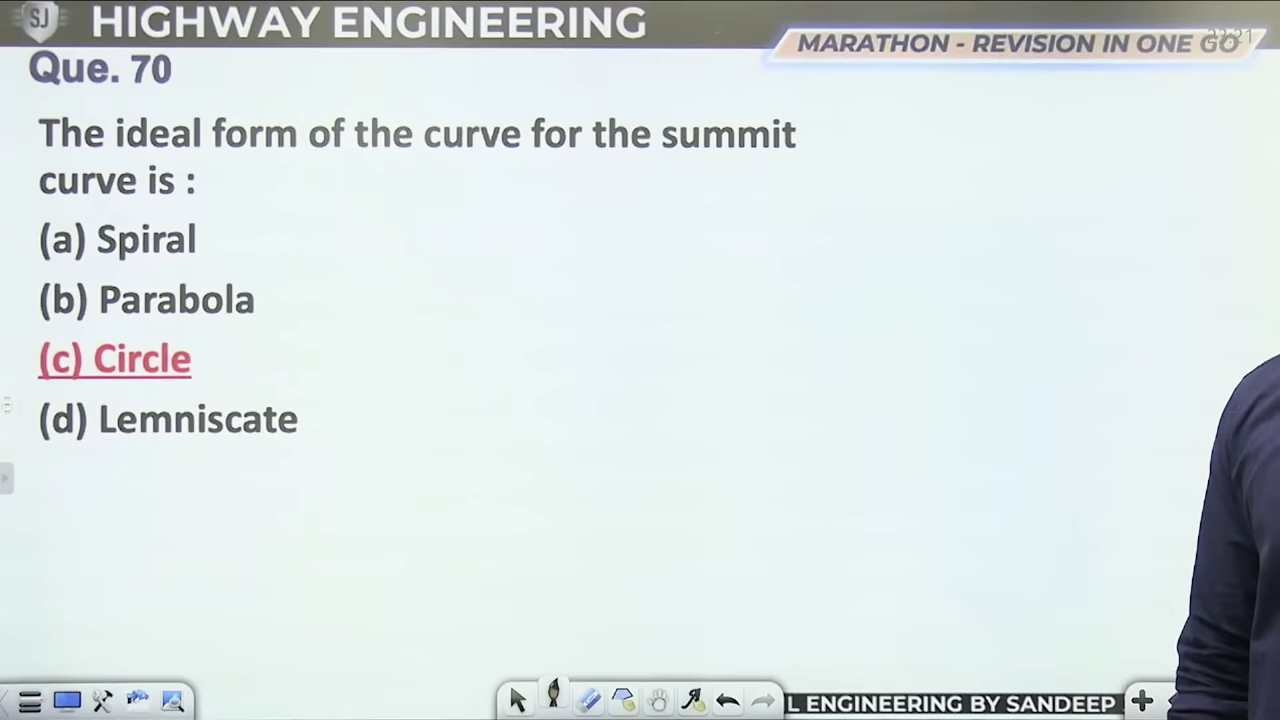 SJ
HIGHWAY ENGINEERING
MARATHON - REVISION IN ONE GO
Que. 70
The ideal form of the curve for the summit
curve is :
(a) Spiral
(b) Parabola
(c) Circle
(d) Lemniscate
L ENGINEERING BY SANDEEP